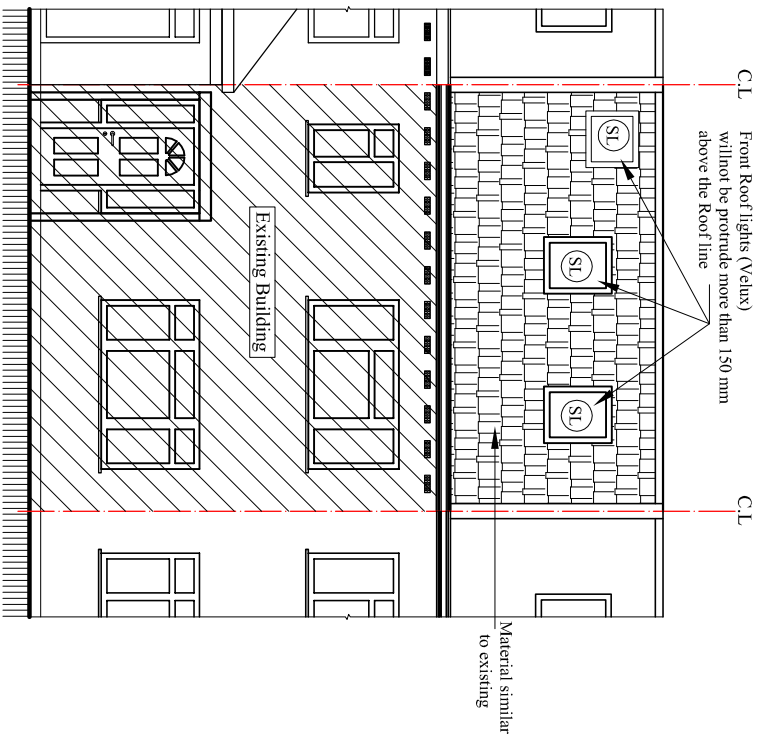 C.L
C.L
Front Roof lights (Velux)
willnot be protrude more than 150 mm
above the Roof line
SL
SL
SL
Material similar
to existing
Existing Building